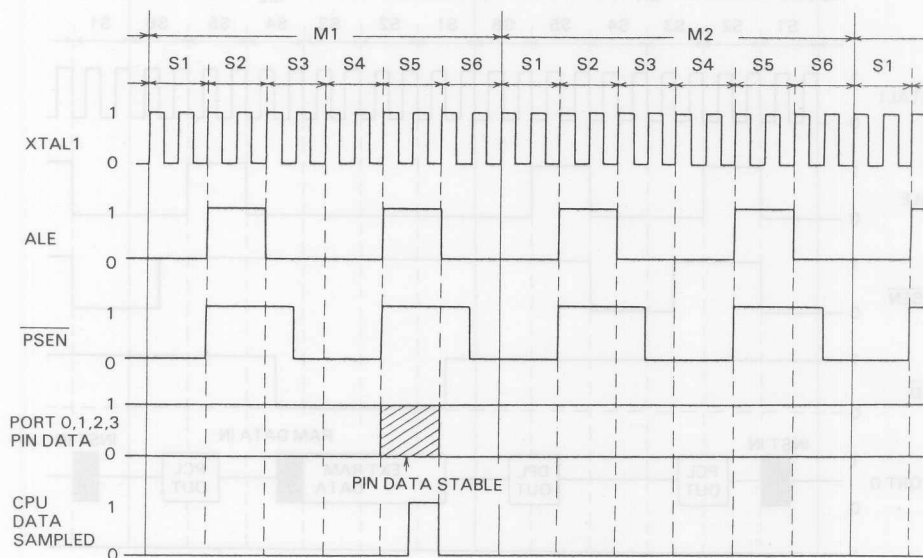 M1 M2
S1 S2 S3 S4 S5 S6 S1 S2 S3 S4 S5 S6 S1
XTAL1 1
0
ALE 1
0
PSEN 1
0
PORT 0,1,2,3 1
PIN DATA 0
PIN DATA STABLE
CPU 1
DATA
SAMPLED 0